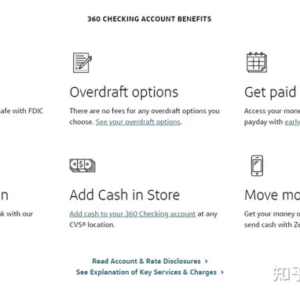 360 CHECKING ACCOUNT BENEFITS
Overdraft options
Get paid
afe with FDIC
There are no fees for any overdraft options you
choose. See your overdraft options.
Access your mone
payday with early
n
Add Cash in Store
Move mo
k with our
Add cash to your 360 Checking account at any
CVS® location.
Get your money o
send cash with Ze
Read Account & Rate Disclosures >
See Explanation of Key Services & Charges >
知乎